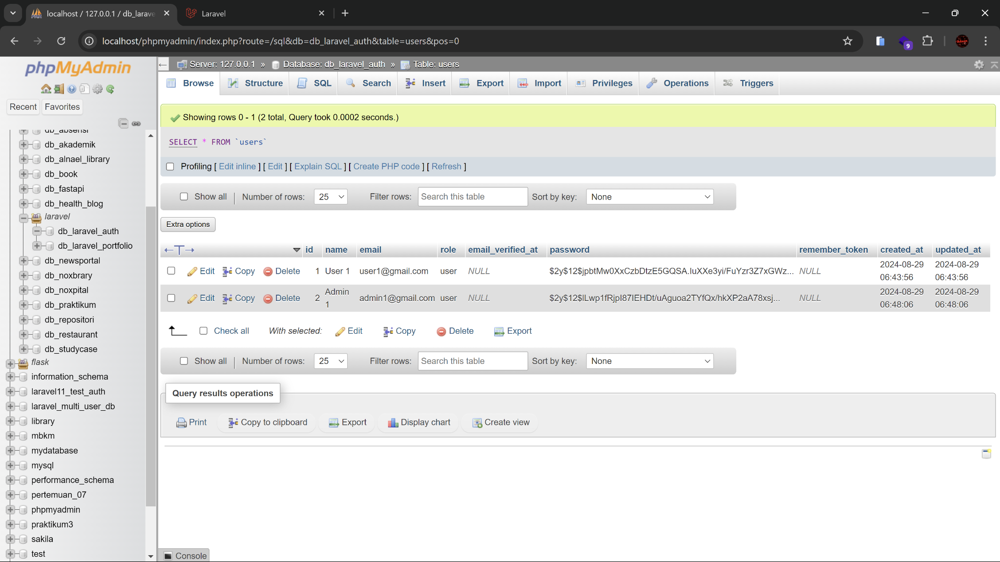 localhost / 127.0.0.1 / db_larave
Laravel
localhost/phpmyadmin/index.php?route=/sql&db=db_laravel_auth&table=users&pos=0
9
phpMyAdmin
Recent
Favorites
db_absensi
db_akademik
db_alnael_library
db_book
db_fastapi
db_health_blog
laravel
db_laravel_auth
db_laravel_portfolio
db_newsportal
db_noxbrary
db_noxpital
db_praktikum
db_repositori
db_restaurant
db_studycase
flask
information_schema
laravel11_test_auth
laravel_multi_user_db
library
mbkm
mydatabase
mysql
performance_schema
pertemuan_07
phpmyadmin
praktikum3
sakila
test
Server: 127.0.0.1 » Database: db_laravel_auth » Table: users
Browse Structure SQL Search Insert Export Import Privileges Operations Triggers
Showing rows 0 - 1 (2 total, Query took 0.0002 seconds.)
SELECT * FROM `users`
Profiling [ Edit inline ] [ Edit ] [ Explain SQL ] [ Create PHP code ] [ Refresh ]
Show all | Number of rows: 25 Filter rows: Search this table Sort by key: None
Extra options
id name email role email_verified_at password remember_token created_at updated_at
Edit Copy Delete 1 User 1 user1@gmail.com user NULL $2y$12$jpbtMw0XxCzbDtzE5GQSA.IuXXe3yi/FuYzr3Z7xGWz... NULL 2024-08-29 06:43:56 2024-08-29 06:43:56
Edit Copy Delete 2 Admin 1 admin1@gmail.com user NULL $2y$12$lLwp1fRjpI87IEHDt/uAguoa2TYfQx/hkXP2aA78xsj... NULL 2024-08-29 06:48:06 2024-08-29 06:48:06
Check all With selected: Edit Copy Delete Export
Show all | Number of rows: 25 Filter rows: Search this table Sort by key: None
Query results operations
Print Copy to clipboard Export Display chart Create view
Console